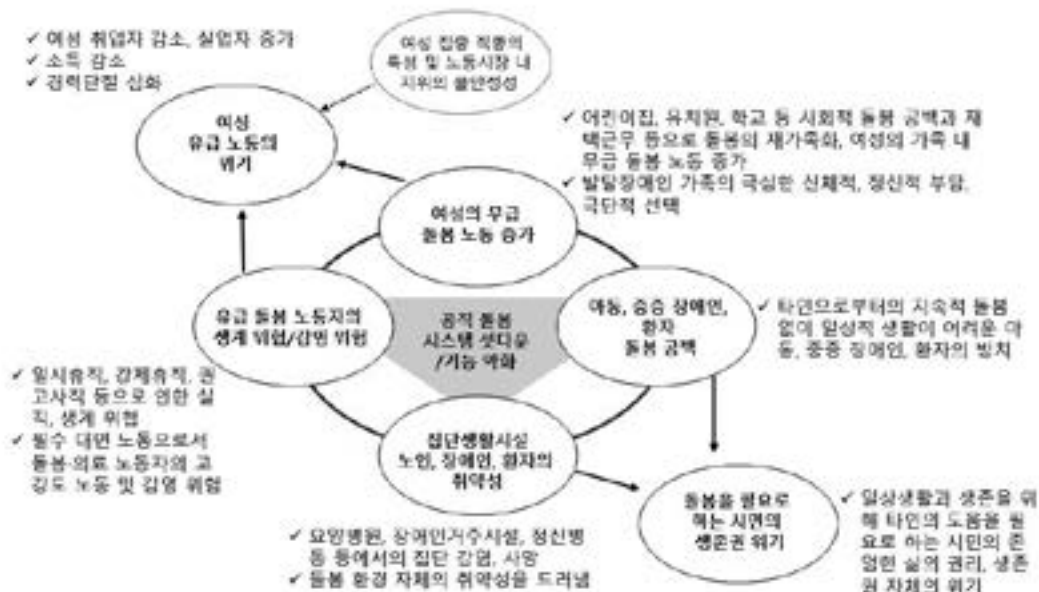 ✓ 여성 취업자 감소, 실업자 증가
✓ 소득 감소
✓ 경력단절 심화
여성 집중 직종의
특성 및 노동시장 내
지위의 불안정성
여성
유급 노동의
위기
✓ 어린이집, 유치원, 학교 등 사회적 돌봄 공백과 재
택근무 등으로 돌봄의 재가족화, 여성의 가족 내
무급 돌봄 노동 증가
✓ 발달장애인 가족의 극심한 신체적, 정신적 부담,
극단적 선택
여성의 무급
돌봄 노동 증가
유급 돌봄 노동자의
생계 위협/감염 위험
공적 돌봄
시스템 셧다운
/기능 약화
아동, 중증 장애인,
환자
돌봄 공백
✓ 타인으로부터의 지속적 돌봄
없이 일상적 생활이 어려운 아
동, 중증 장애인, 환자의 방치
✓ 일시휴직, 강제휴직, 권
고사직 등으로 인한 실
직, 생계 위협
✓ 필수 대면 노동으로서
돌봄·의료 노동자의 고
강도 노동 및 감염 위험
집단생활시설
노인, 장애인, 환자의
취약성
돌봄을 필요로
하는 시민의
생존권 위기
✓ 일상생활과 생존을 위
해 타인의 도움을 필
요로 하는 시민의 존
엄한 삶의 권리, 생존
권 자체의 위기
✓ 요양병원, 장애인거주시설, 정신병
동 등에서의 집단 감염, 사망
✓ 돌봄 환경 자체의 취약성을 드러냄